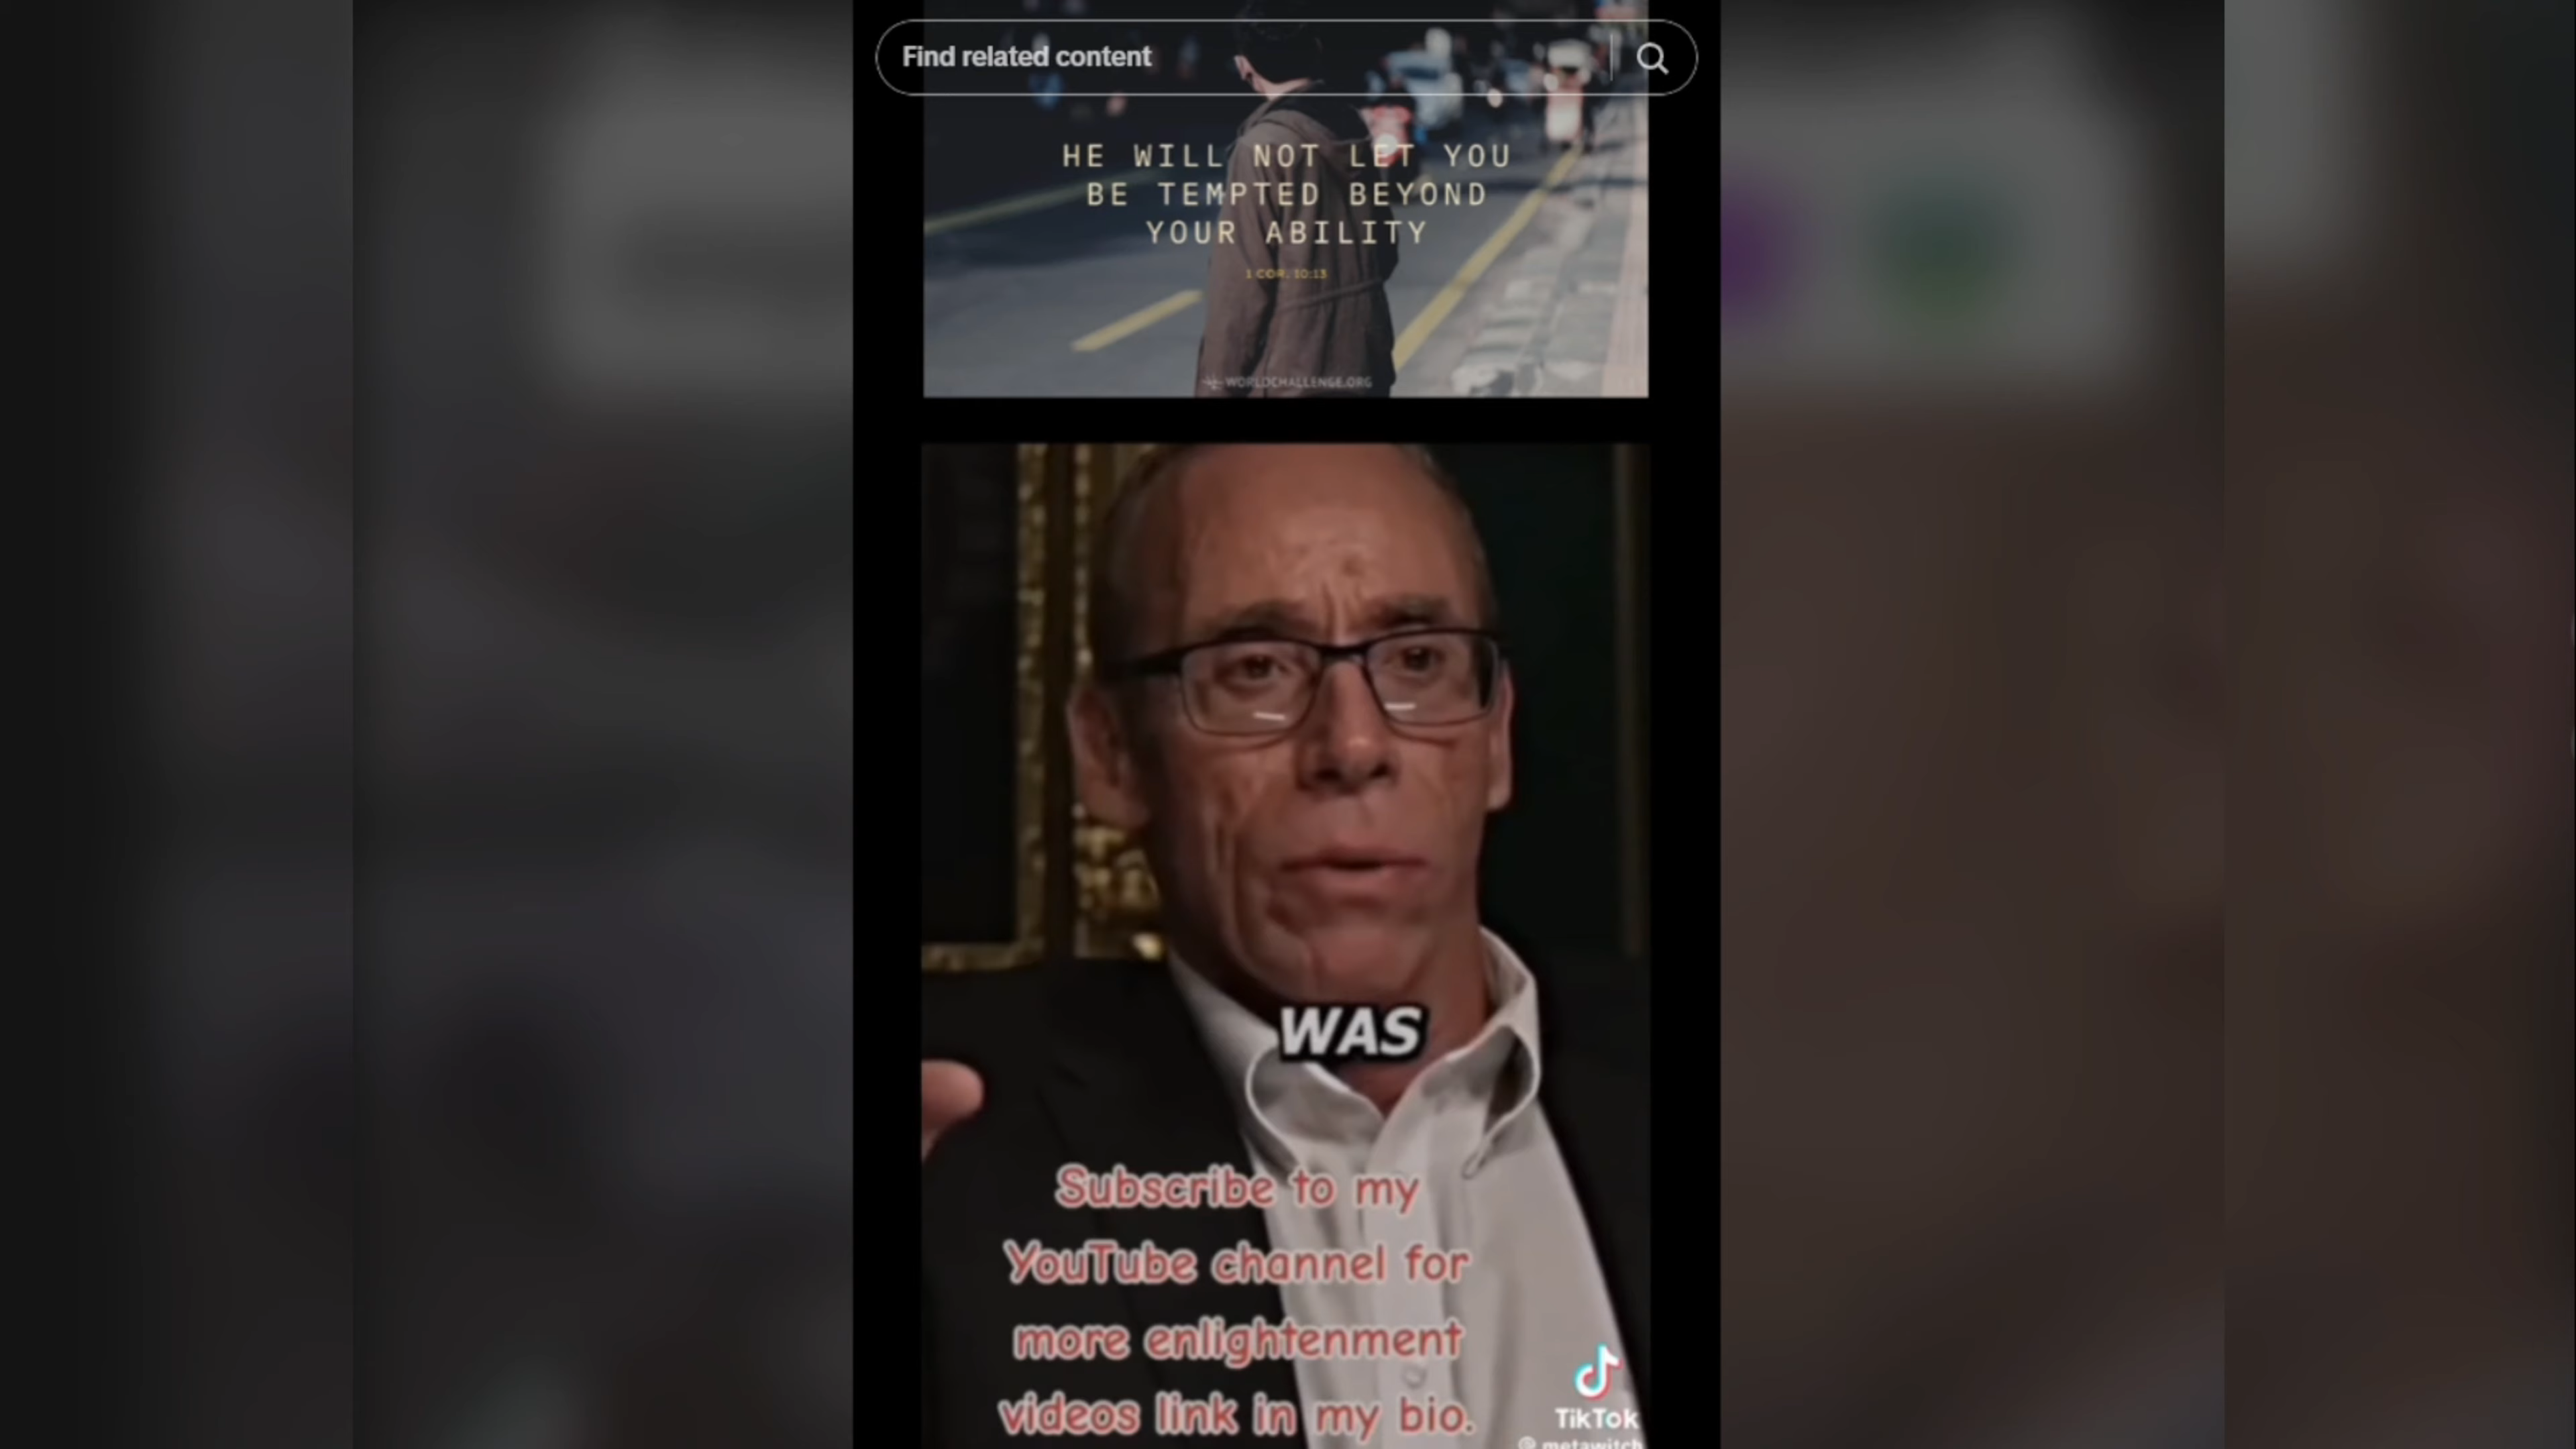 Find related content
HE WILL NOT LET YOU
BE TEMPTED BEYOND
YOUR ABILITY
1 COR. 10:13
WORLDCHALLENGE.ORG
WAS
Subscribe to my
YouTube channel for
more enlightenment
videos link in my bio.
TikTok